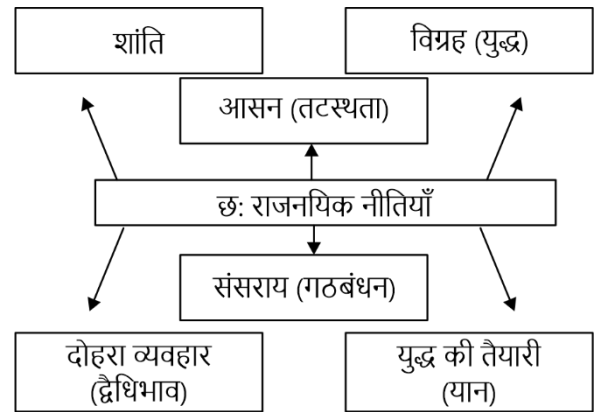 शांति
विग्रह (युद्ध)
आसन (तटस्थता)
छ: राजनयिक नीतियाँ
संसराय (गठबंधन)
दोहरा व्यवहार
(द्वैधिभाव)
युद्ध की तैयारी
(यान)